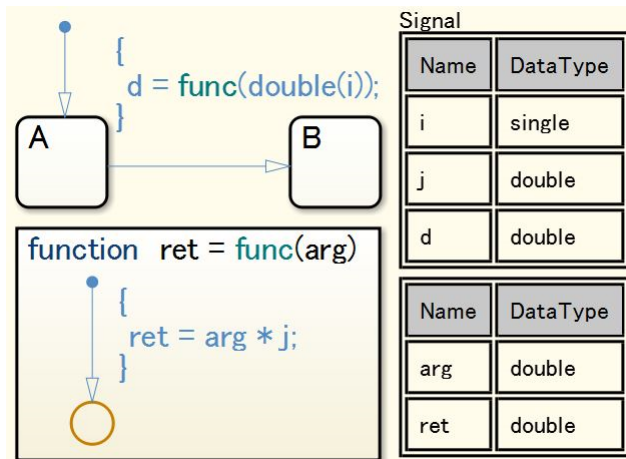 {
d = func(double(i));
}
A
B
function ret = func(arg)
{
ret = arg * j;
}
Signal
Name DataType
i single
j double
d double
Name DataType
arg double
ret double